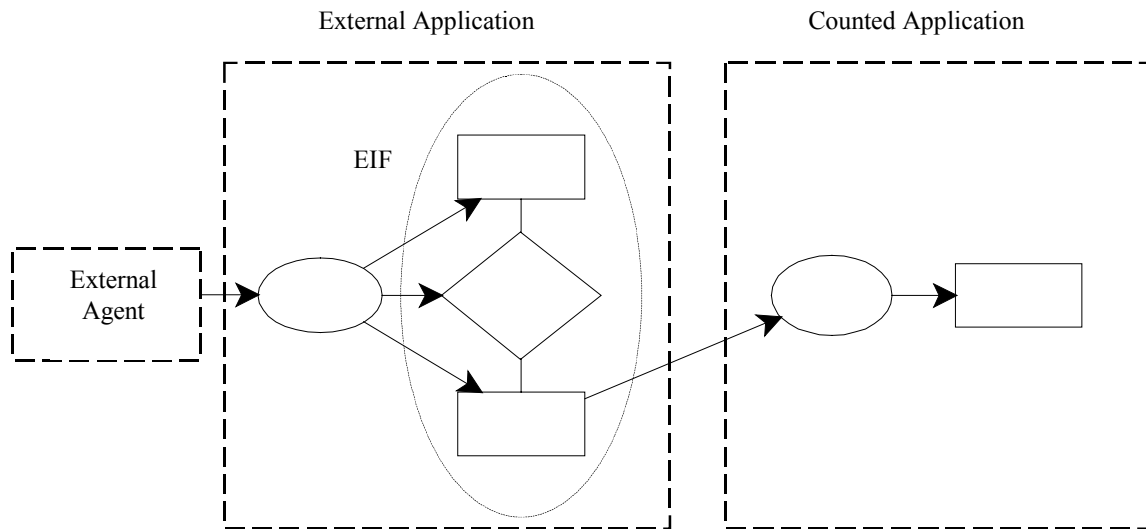 External Application
Counted Application
EIF
External
Agent